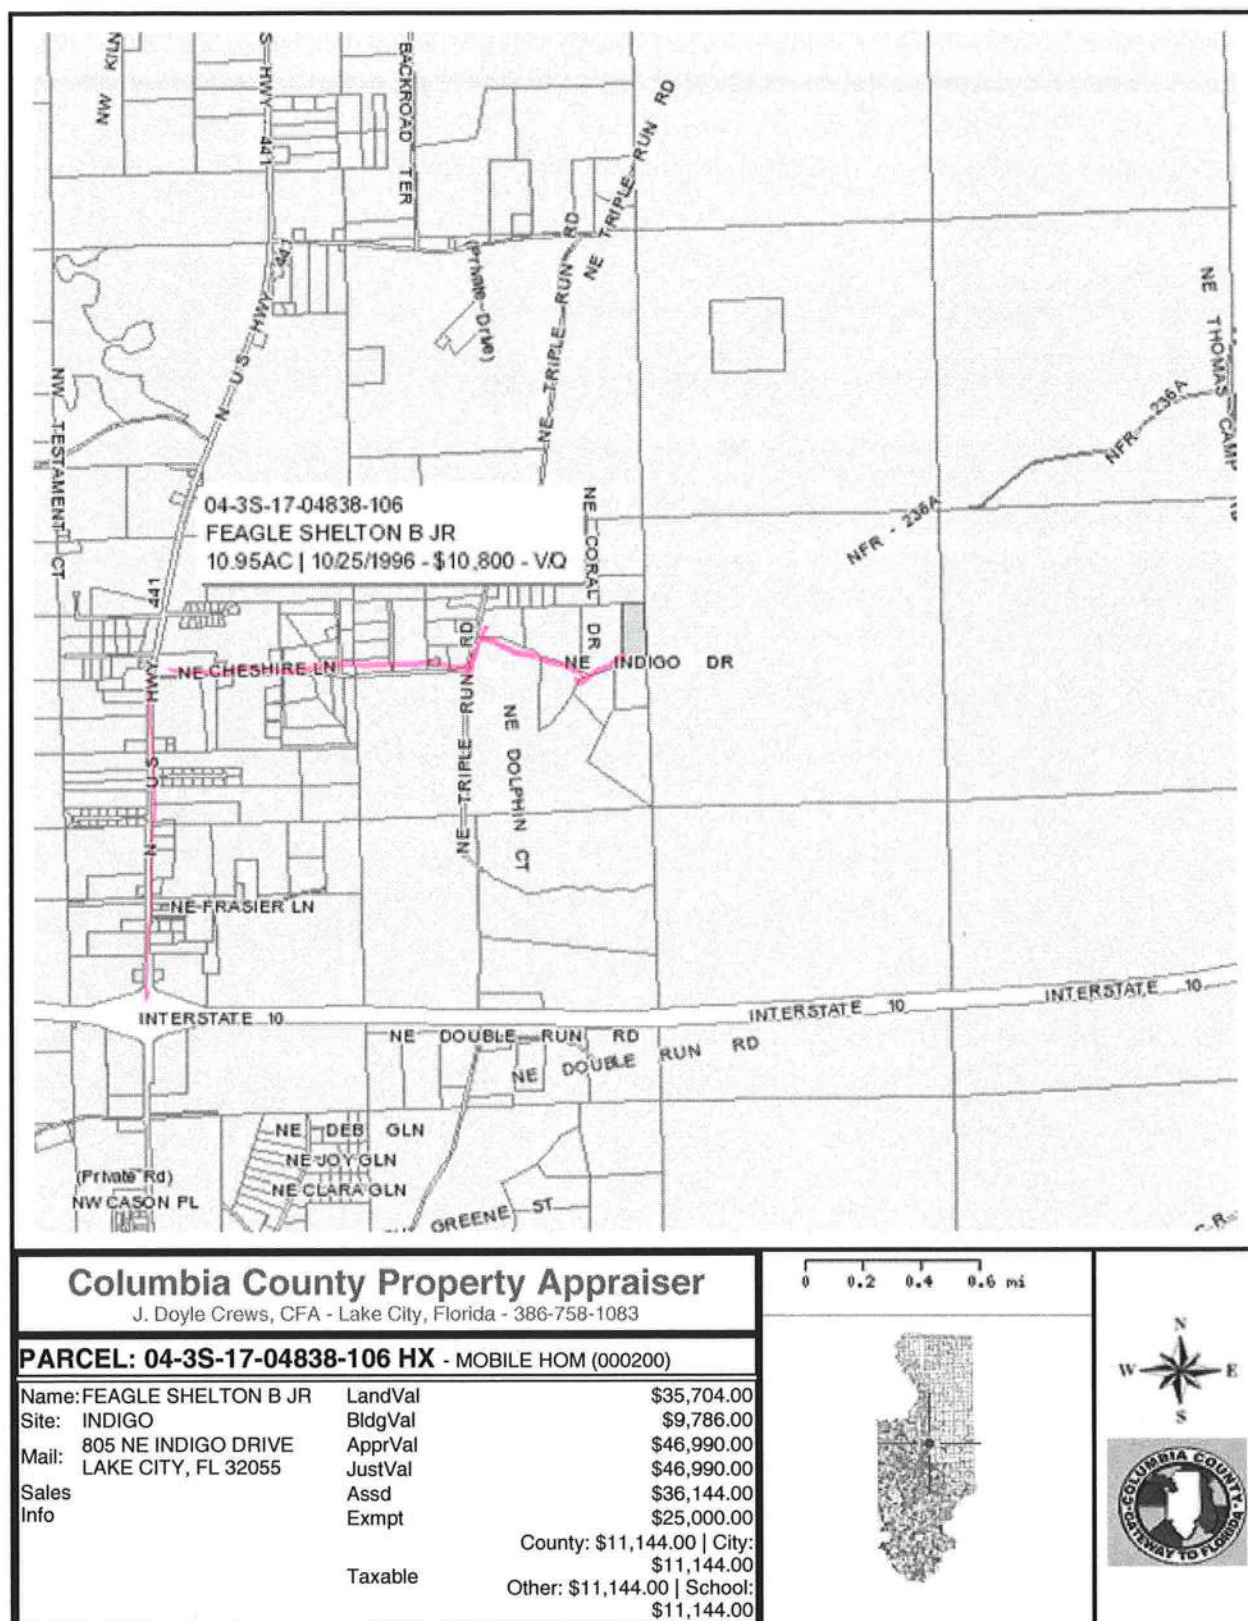 NW KIN
S HWY 441
BACKROAD TER
NE TRIPLE RUN RD
NE TRIPLE RUN RD
441
(Private Drive)
N US HWY
NE THOMAS CAMP RD
NW TESTAMENT CT
NFR - 236A
NFR - 236A
04-3S-17-04838-106
FEAGLE SHELTON B JR
10.95AC | 10/25/1996 - $10,800 - V/Q
NE CORAL DR
441
NE CHESHIRE LN
NE INDIGO DR
N US HWY
NE TRIPLE RUN RD
NE DOLPHIN CT
NE FRASIER LN
INTERSTATE 10
INTERSTATE 10
INTERSTATE 10
NE DOUBLE RUN RD
NE DOUBLE RUN RD
NE DEB GLN
NE JOY GLN
(Private Rd)
NE CLARA GLN
NW CASON PL
GREENE ST
Columbia County Property Appraiser
J. Doyle Crews, CFA - Lake City, Florida - 386-758-1083
0 0.2 0.4 0.6 mi
PARCEL: 04-3S-17-04838-106 HX - MOBILE HOM (000200)
Name: FEAGLE SHELTON B JR LandVal $35,704.00
Site: INDIGO BldgVal $9,786.00
Mail: 805 NE INDIGO DRIVE ApprVal $46,990.00
LAKE CITY, FL 32055 JustVal $46,990.00
Sales Assd $36,144.00
Info Exmpt $25,000.00
County: $11,144.00 | City:
Taxable $11,144.00
Other: $11,144.00 | School:
$11,144.00
N
W E
S
COLUMBIA COUNTY
GATEWAY TO FLORIDA